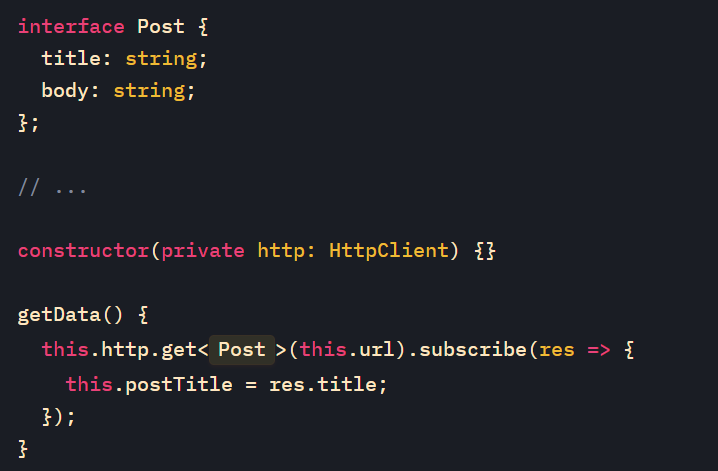 interface Post {
  title: string;
  body: string;
};

// ...

constructor(private http: HttpClient) {}

getData() {
  this.http.get<Post>(this.url).subscribe(res => {
    this.postTitle = res.title;
  });
}